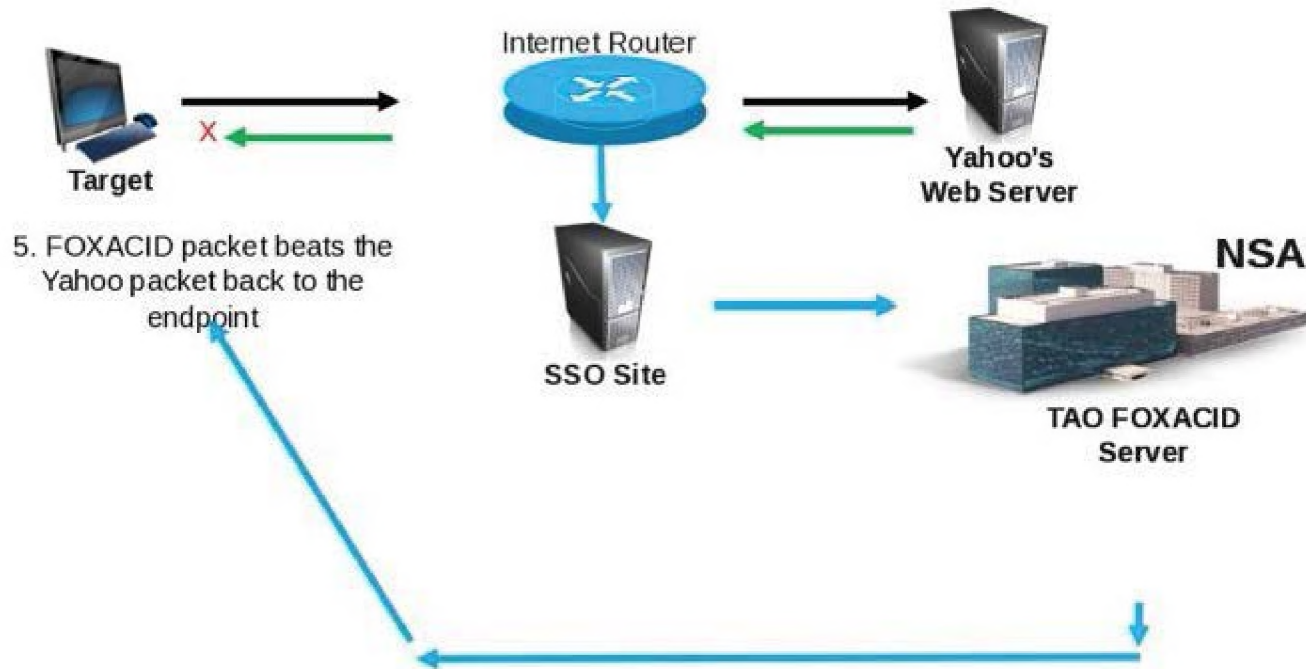 Internet Router
X
Target
Yahoo's
Web Server
5. FOXACID packet beats the
Yahoo packet back to the
endpoint
SSO Site
NSA
TAO FOXACID
Server